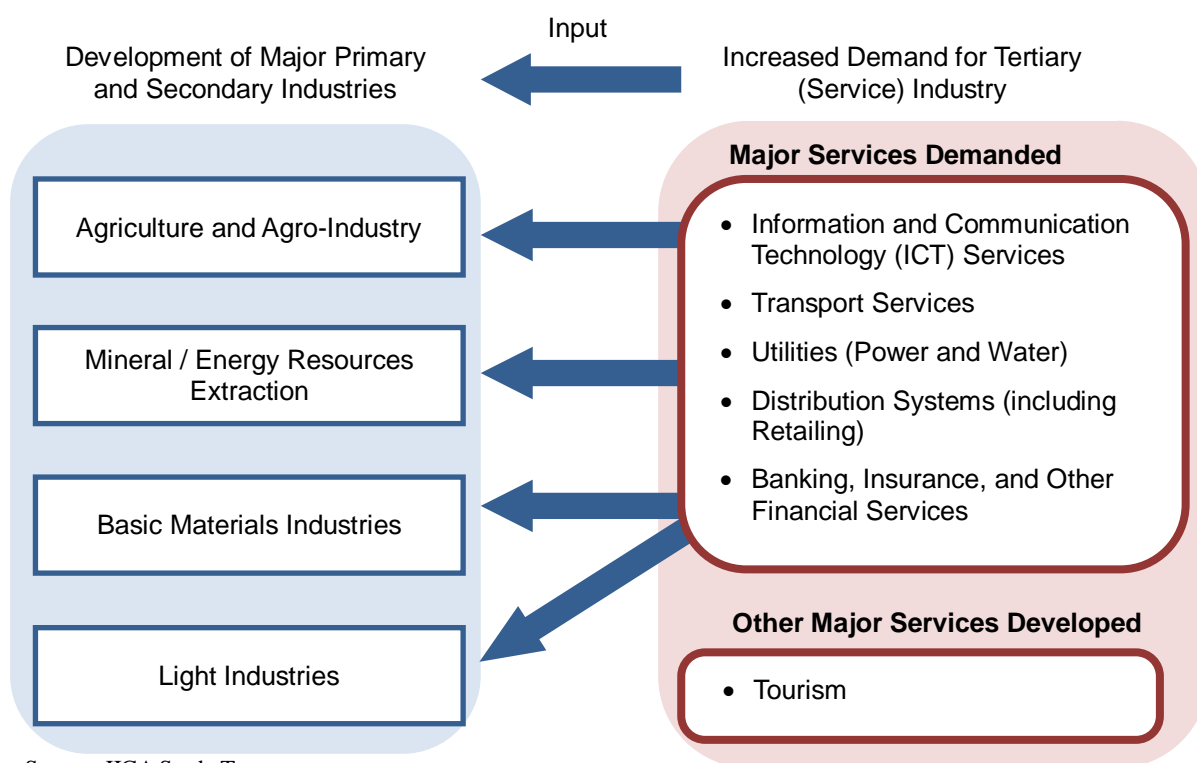 Input
Development of Major Primary
and Secondary Industries
Increased Demand for Tertiary
(Service) Industry
Agriculture and Agro-Industry
Mineral / Energy Resources
Extraction
Basic Materials Industries
Light Industries
Major Services Demanded
• Information and Communication
Technology (ICT) Services
• Transport Services
• Utilities (Power and Water)
• Distribution Systems (including
Retailing)
• Banking, Insurance, and Other
Financial Services
Other Major Services Developed
• Tourism